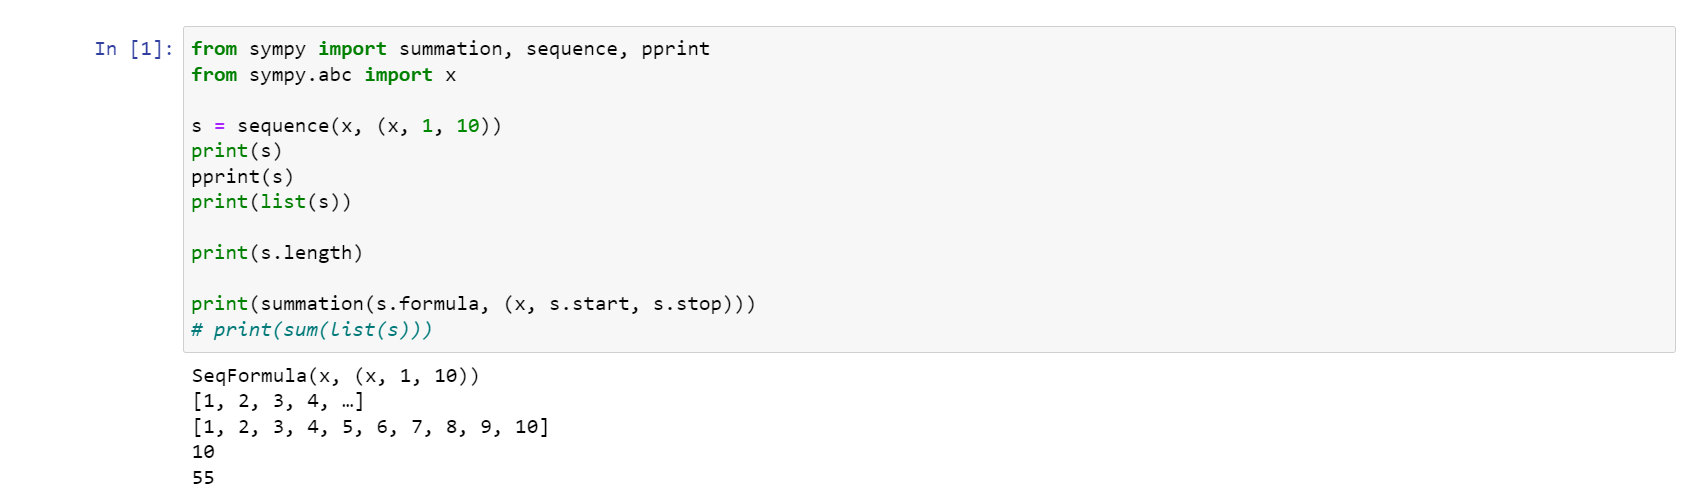 In [1]: from sympy import summation, sequence, pprint
from sympy.abc import x
s = sequence(x, (x, 1, 10))
print(s)
pprint(s)
print(list(s))
print(s.length)
print(summation(s.formula, (x, s.start, s.stop)))
# print(sum(list(s)))
SeqFormula(x, (x, 1, 10))
[1, 2, 3, 4, …]
[1, 2, 3, 4, 5, 6, 7, 8, 9, 10]
10
55